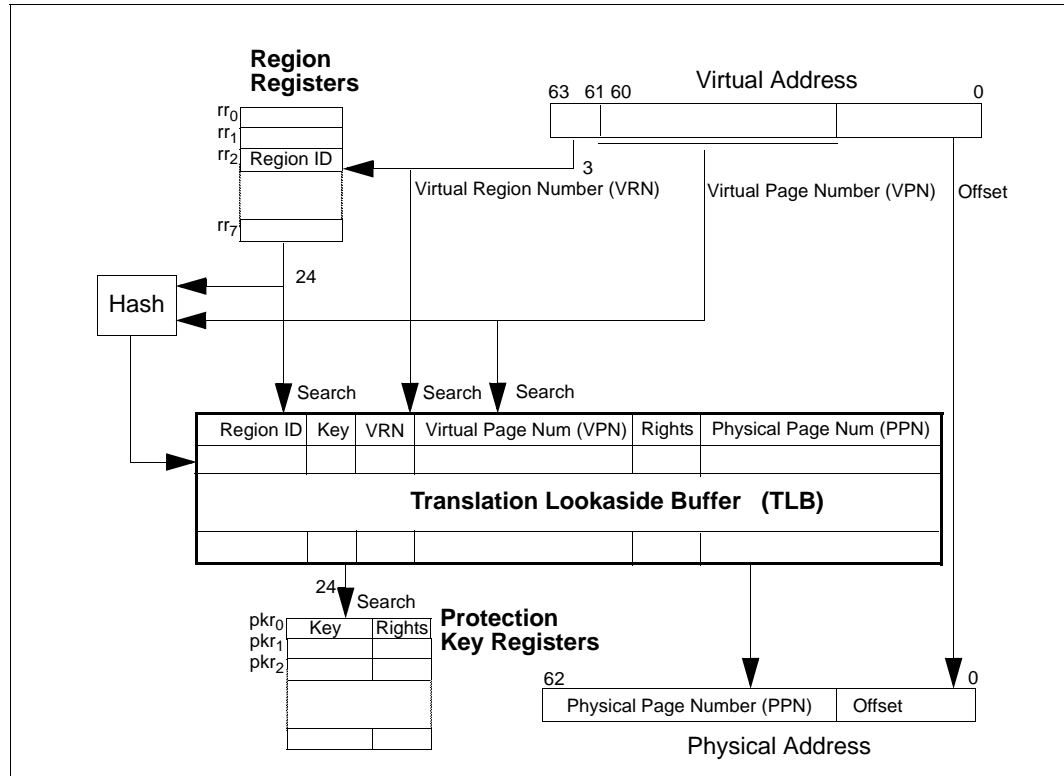 Region
Registers
Virtual Address
63 61 60 0
rr0
rr1
rr2 Region ID
rr7
3
Virtual Region Number (VRN)
Virtual Page Number (VPN)
Offset
24
Hash
Search Search Search
Region ID Key VRN Virtual Page Num (VPN) Rights Physical Page Num (PPN)
Translation Lookaside Buffer (TLB)
24
Search
Protection
Key Registers
pkr0 Key Rights
pkr1
pkr2
62 0
Physical Page Number (PPN) Offset
Physical Address